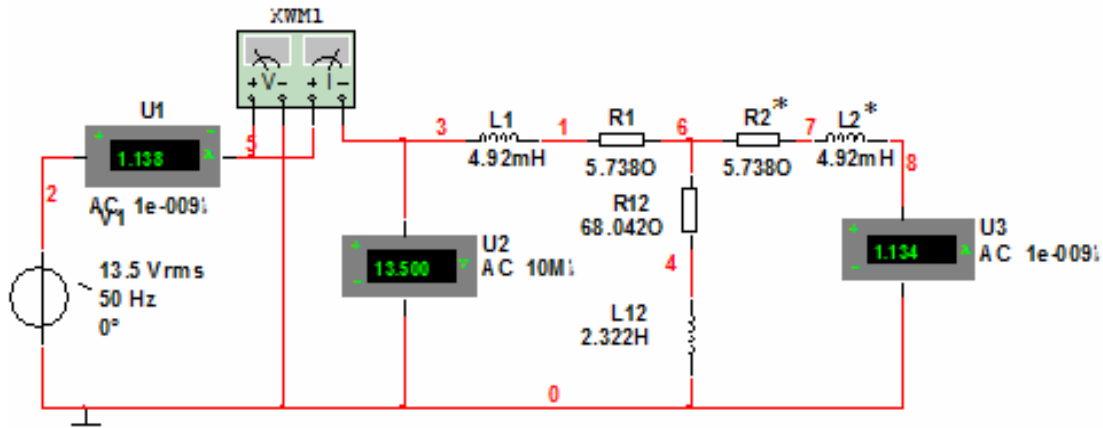 XWM1
V I
+ - + -
U1
+ -
1.138 A
AC 1e-009
V1
2
5
13.5 Vrms
50 Hz
0°
3
L1
4.92mH
1
R1
5.738O
6
R2*
5.738O
7
L2*
4.92mH
8
R12
68.042O
4
L12
2.322H
+
13.500 V
-
U2
AC 10M
+
1.134 A
-
U3
AC 1e-009
0